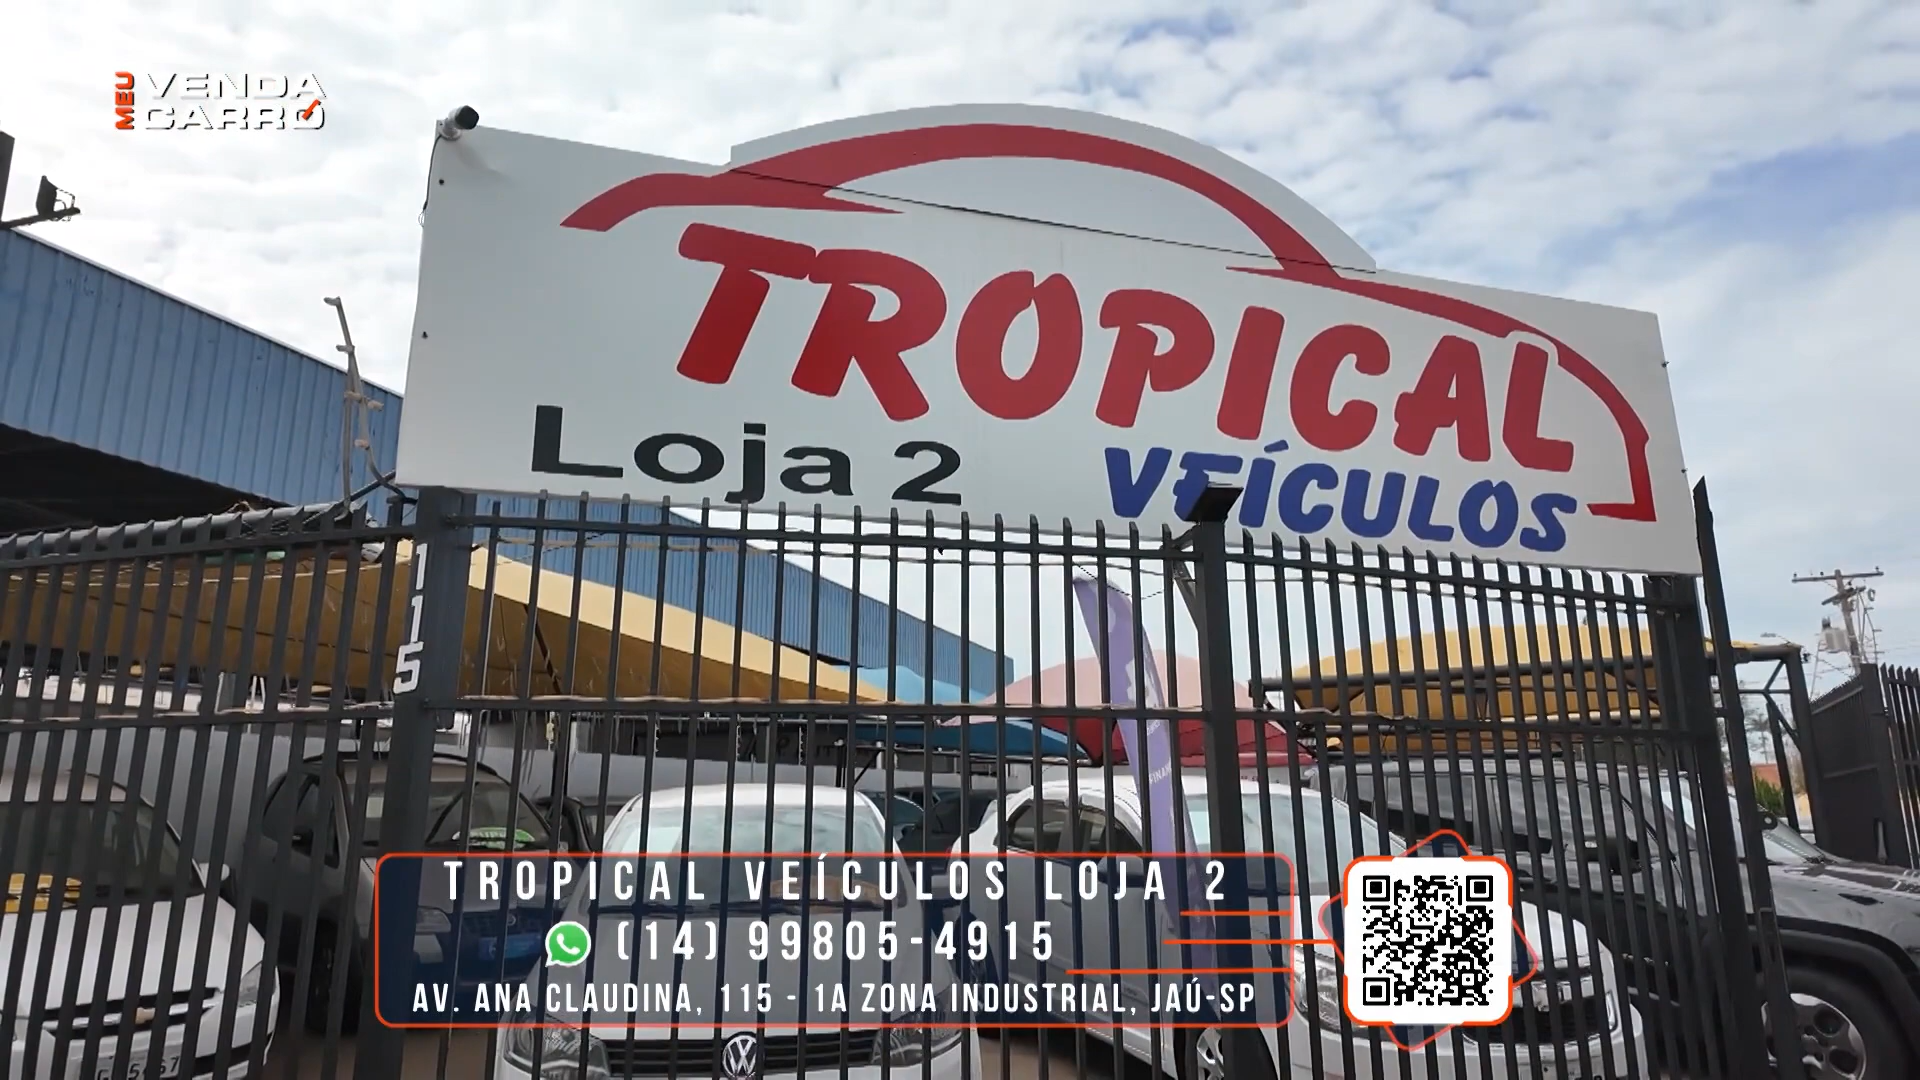 MEU VENDA
CARRO
TROPICAL
Loja 2
VEÍCULOS
115
TROPICAL VEÍCULOS LOJA 2
(14) 99805-4915
AV. ANA CLAUDINA, 115 - 1A ZONA INDUSTRIAL, JAÚ-SP